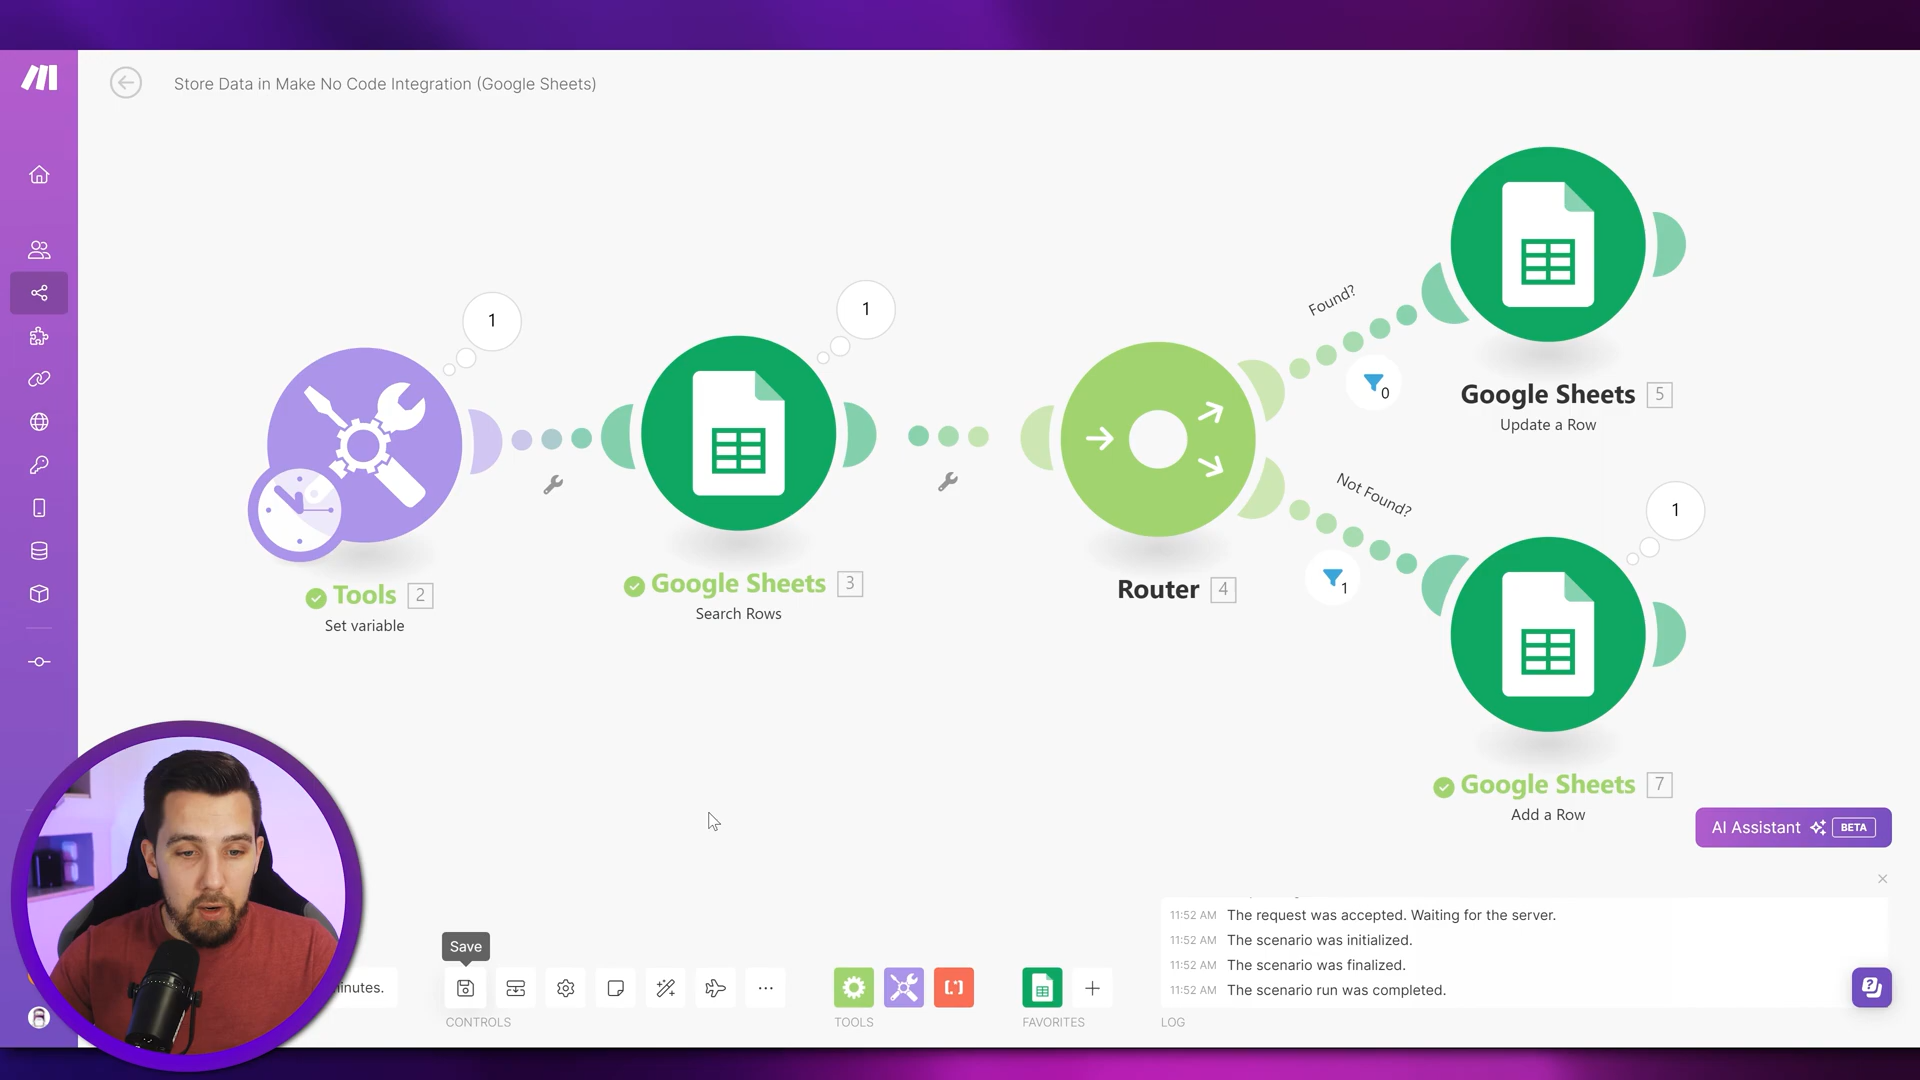 Store Data in Make No Code Integration (Google Sheets)
1
1
Found?
0
Google Sheets 5
Update a Row
Not Found?
1
1
Tools 2
Set variable
Google Sheets 3
Search Rows
Router 4
Google Sheets 7
Add a Row
AI Assistant BETA
Save
inutes.
CONTROLS
TOOLS
FAVORITES
11:52 AM The request was accepted. Waiting for the server.
11:52 AM The scenario was initialized.
11:52 AM The scenario was finalized.
11:52 AM The scenario run was completed.
LOG